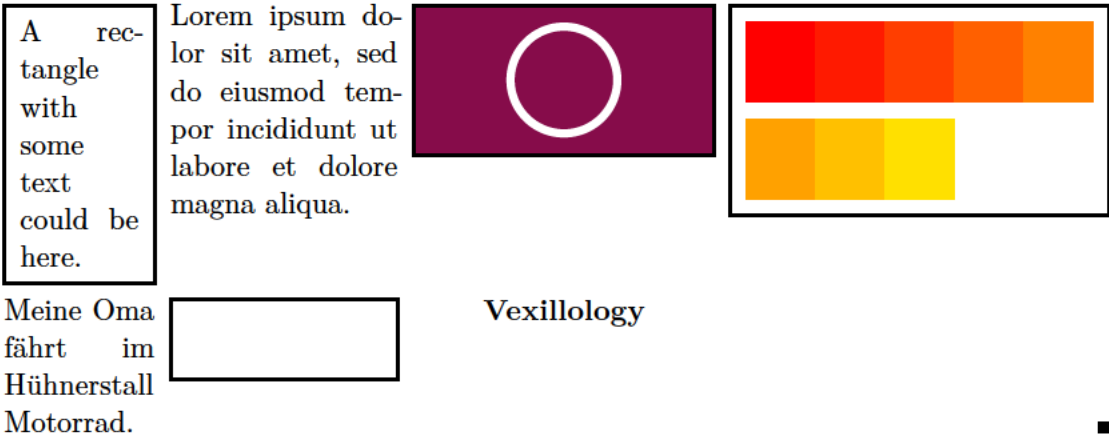 A rec-
tangle
with
some
text
could be
here.
Lorem ipsum do-
lor sit amet, sed
do eiusmod tem-
por incididunt ut
labore et dolore
magna aliqua.
Meine Oma
fährt im
Hühnerstall
Motorrad.
Vexillology